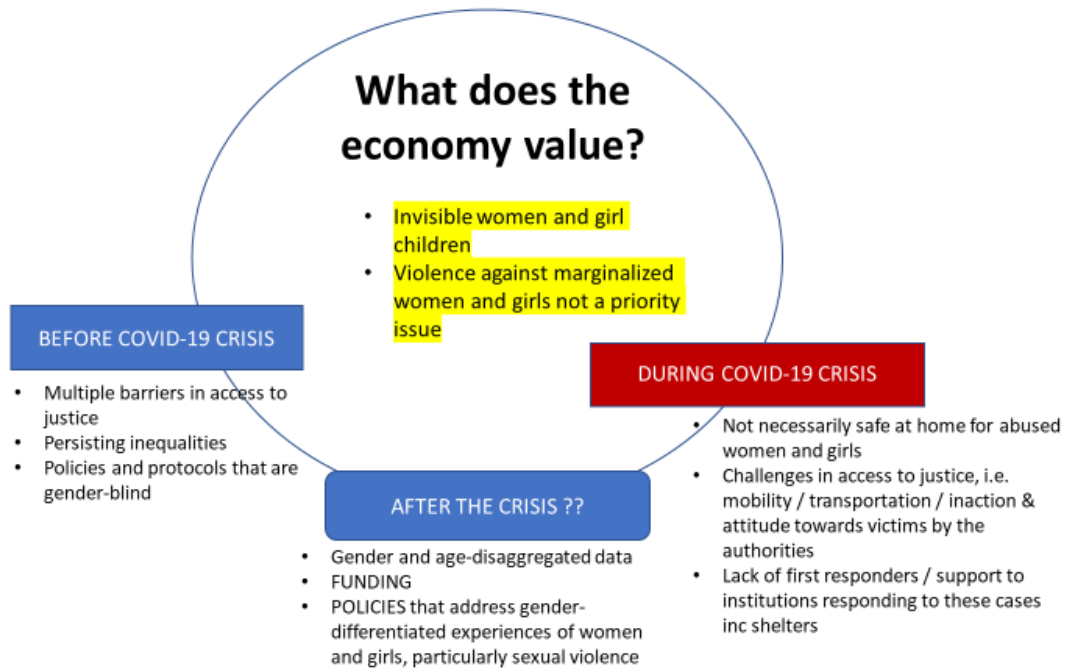 What does the
economy value?
• Invisible women and girl
children
• Violence against marginalized
women and girls not a priority
issue
BEFORE COVID-19 CRISIS
• Multiple barriers in access to
justice
• Persisting inequalities
• Policies and protocols that are
gender-blind
DURING COVID-19 CRISIS
• Not necessarily safe at home for abused
women and girls
• Challenges in access to justice, i.e.
mobility / transportation / inaction &
attitude towards victims by the
authorities
• Lack of first responders / support to
institutions responding to these cases
inc shelters
AFTER THE CRISIS ??
• Gender and age-disaggregated data
• FUNDING
• POLICIES that address gender-
differentiated experiences of women
and girls, particularly sexual violence